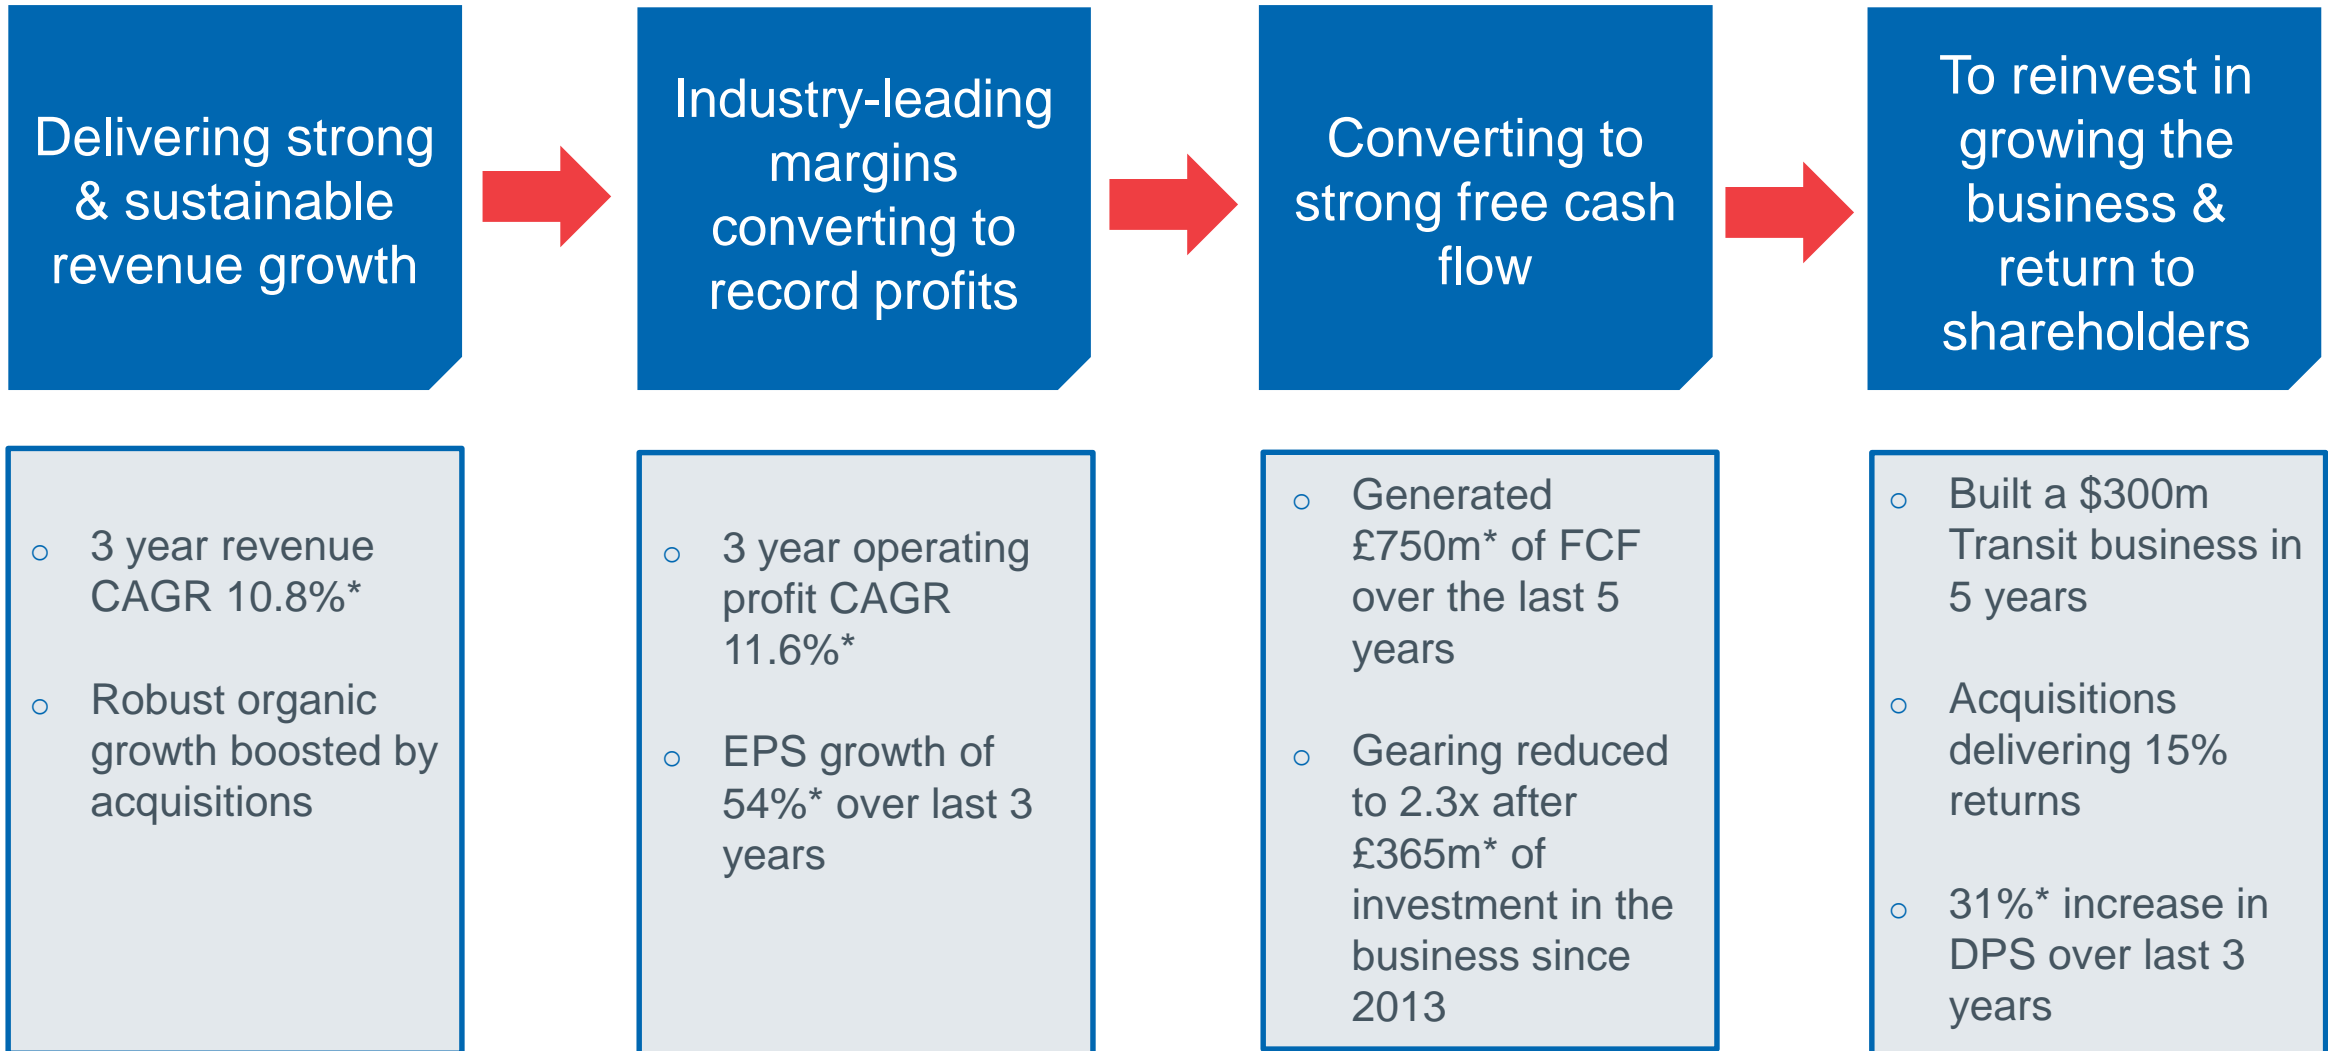 Delivering strong
& sustainable
revenue growth
Industry-leading
margins
converting to
record profits
Converting to
strong free cash
flow
To reinvest in
growing the
business &
return to
shareholders
○ 3 year revenue
CAGR 10.8%*
○ Robust organic
growth boosted by
acquisitions
○ 3 year operating
profit CAGR
11.6%*
○ EPS growth of
54%* over last 3
years
○ Generated
£750m* of FCF
over the last 5
years
○ Gearing reduced
to 2.3x after
£365m* of
investment in the
business since
2013
○ Built a $300m
Transit business in
5 years
○ Acquisitions
delivering 15%
returns
○ 31%* increase in
DPS over last 3
years